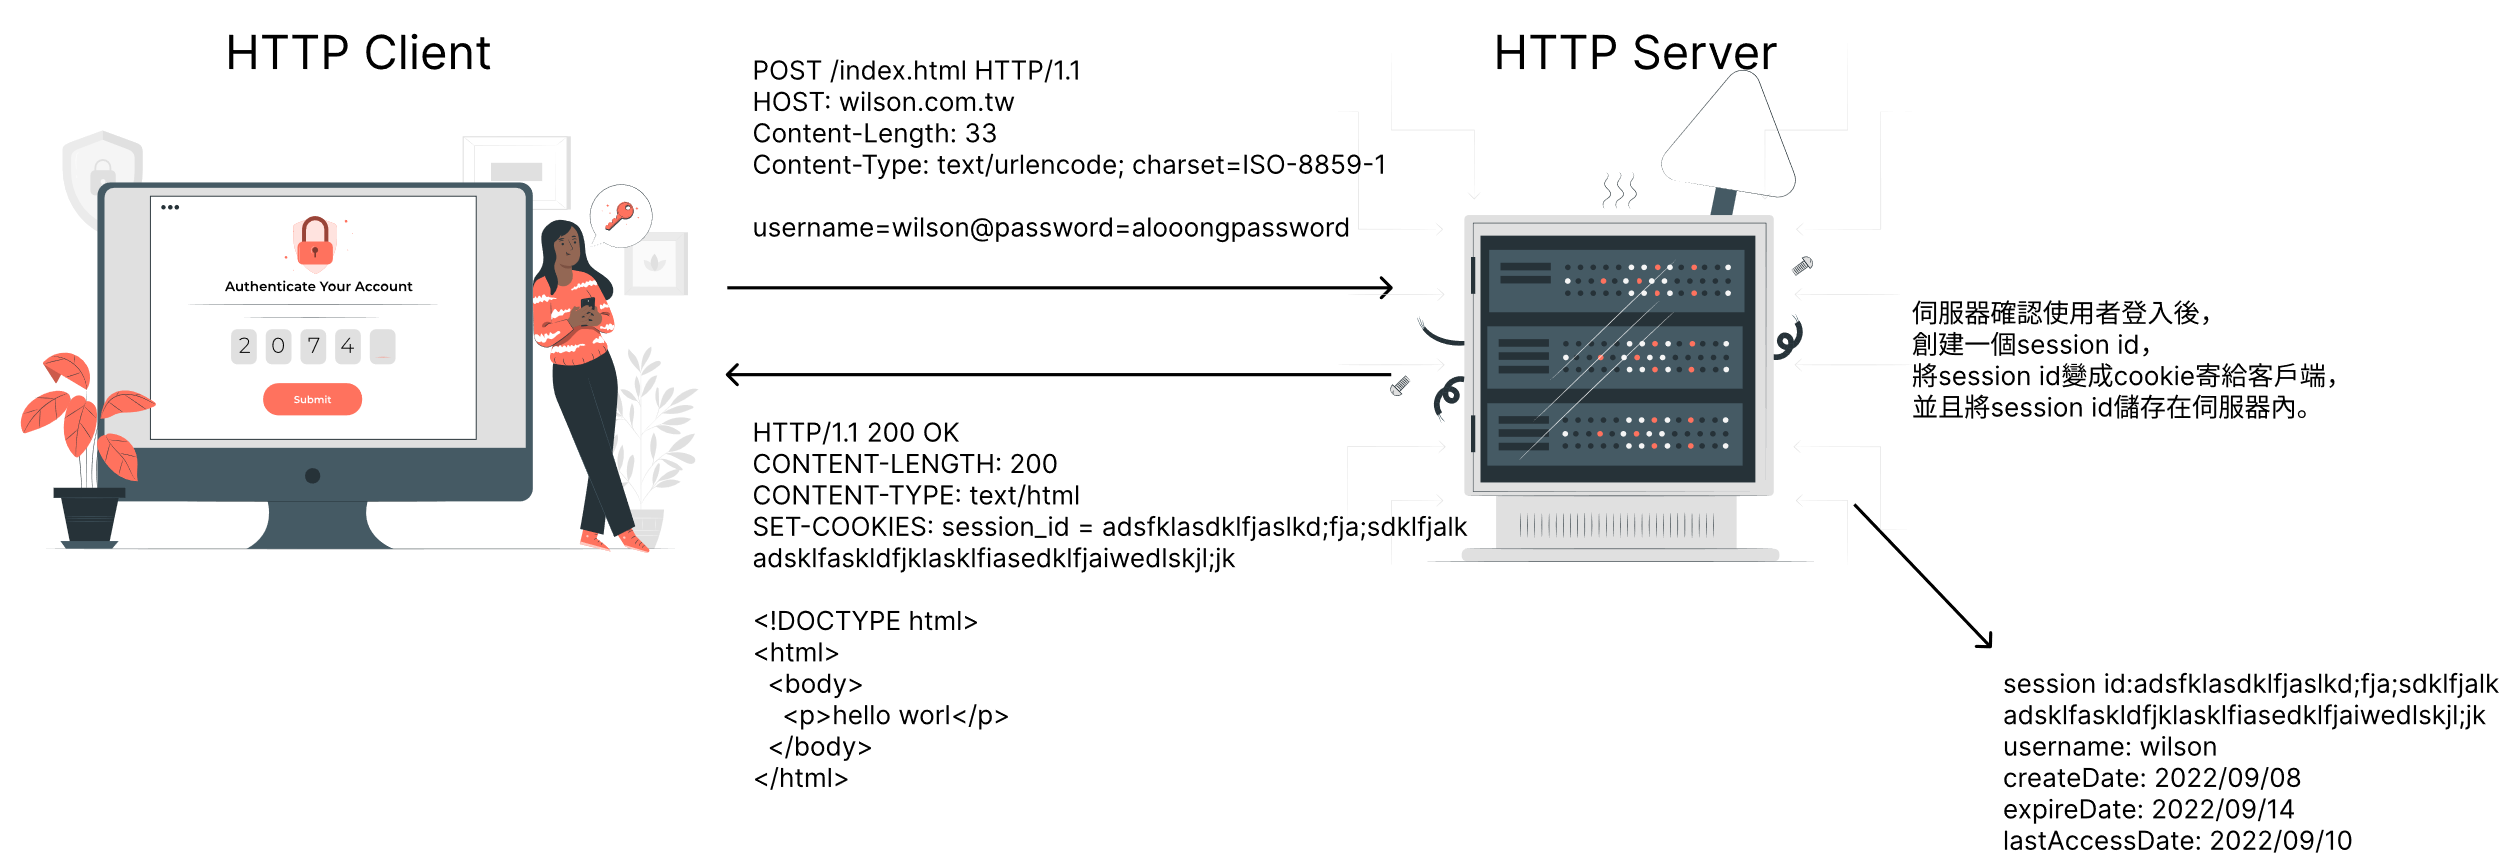 HTTP Client
Authenticate Your Account
2 0 7 4
Submit
POST /index.html HTTP/1.1
HOST: wilson.com.tw
Content-Length: 33
Content-Type: text/urlencode; charset=ISO-8859-1
username=wilson@password=alooongpassword
HTTP/1.1 200 OK
CONTENT-LENGTH: 200
CONTENT-TYPE: text/html
SET-COOKIES: session_id = adsfklasdklfjaslkd;fja;sdklfjalk
adsklfaskldfjklasklfiasedklfjaiwedlskjl;jk
<!DOCTYPE html>
<html>
<body>
<p>hello worl</p>
</body>
</html>
HTTP Server
伺服器確認使用者登入後，
創建一個session id，
將session id變成cookie寄給客戶端，
並且將session id儲存在伺服器內。
session id:adsfklasdklfjaslkd;fja;sdklfjalk
adsklfaskldfjklasklfiasedklfjaiwedlskjl;jk
username: wilson
createDate: 2022/09/08
expireDate: 2022/09/14
lastAccessDate: 2022/09/10